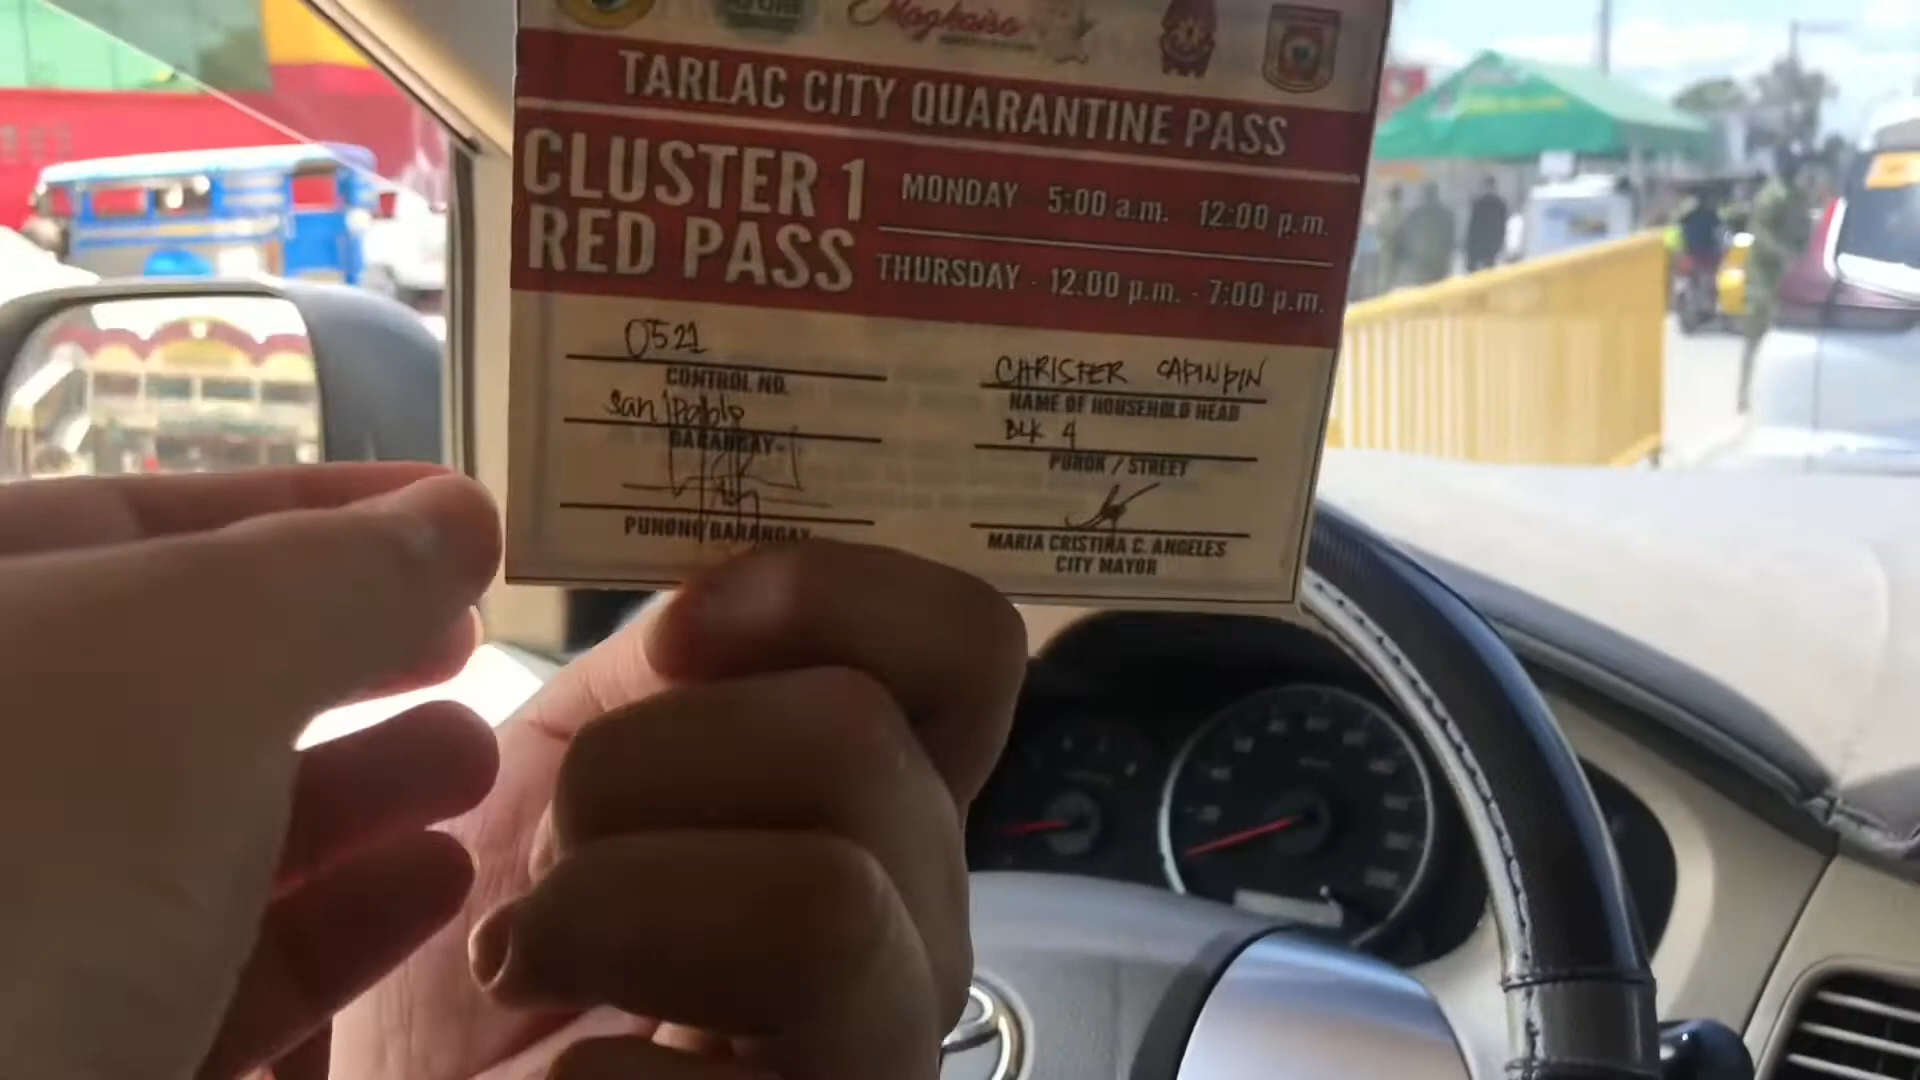 Maghaiso
TARLAC CITY QUARANTINE PASS
CLUSTER 1
RED PASS
MONDAY 5:00 a.m. 12:00 p.m.
THURSDAY - 12:00 p.m. - 7:00 p.m.
0521
CONTROL NO.
San Pablo
BARANGAY
PUNONG BARANGAY
CHRISTER CAPINPIN
NAME OF HOUSEHOLD HEAD
BLK 4
PUROK / STREET
MARIA CRISTINA C. ANGELES
CITY MAYOR